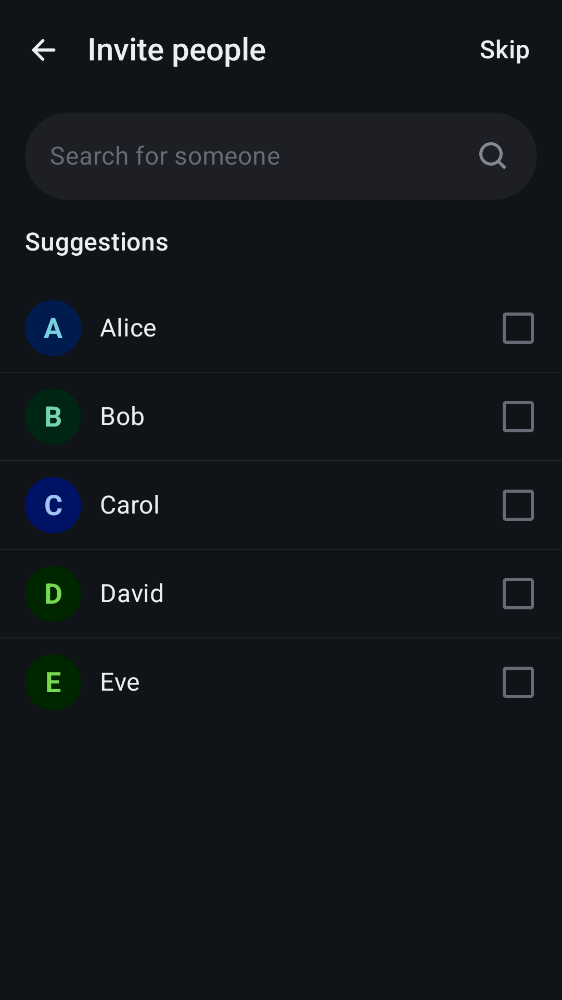 Invite people
Skip
Search for someone
Suggestions
A Alice
B Bob
C Carol
D David
E Eve